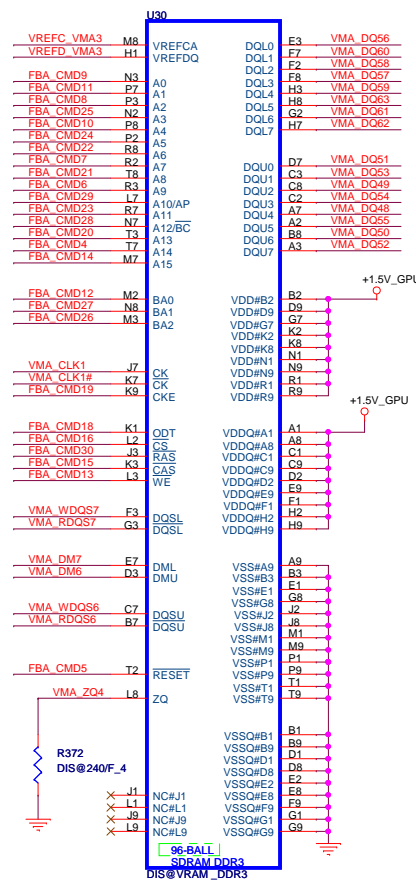 U30
VREFC_VMA3 M8 VREFCA
VREFD_VMA3 H1 VREFDQ
FBA_CMD9 N3 A0
FBA_CMD11 P7 A1
FBA_CMD8 P3 A2
FBA_CMD25 N2 A3
FBA_CMD10 P8 A4
FBA_CMD24 P2 A5
FBA_CMD22 R8 A6
FBA_CMD7 R2 A7
FBA_CMD21 T8 A8
FBA_CMD6 R3 A9
FBA_CMD29 L7 A10/AP
FBA_CMD23 R7 A11
FBA_CMD28 N7 A12/BC
FBA_CMD20 T3 A13
FBA_CMD4 T7 A14
FBA_CMD14 M7 A15
FBA_CMD12 M2 BA0
FBA_CMD27 N8 BA1
FBA_CMD26 M3 BA2
VMA_CLK1 J7 CK
VMA_CLK1# K7 CK
FBA_CMD19 K9 CKE
FBA_CMD18 K1 ODT
FBA_CMD16 L2 CS
FBA_CMD30 J3 RAS
FBA_CMD15 K3 CAS
FBA_CMD13 L3 WE
VMA_WDQS7 F3 DQSL
VMA_RDQS7 G3 DQSL
VMA_DM7 E7 DML
VMA_DM6 D3 DMU
VMA_WDQS6 C7 DQSU
VMA_RDQS6 B7 DQSU
FBA_CMD5 T2 RESET
VMA_ZQ4 L8 ZQ
R372
DIS@240/F_4
J1 NC#J1
L1 NC#L1
J9 NC#J9
L9 NC#L9
DQL0 E3 VMA_DQ56
DQL1 F7 VMA_DQ60
DQL2 F2 VMA_DQ58
DQL3 F8 VMA_DQ57
DQL4 H3 VMA_DQ59
DQL5 H8 VMA_DQ63
DQL6 G2 VMA_DQ61
DQL7 H7 VMA_DQ62
DQU0 D7 VMA_DQ51
DQU1 C3 VMA_DQ53
DQU2 C8 VMA_DQ49
DQU3 C2 VMA_DQ54
DQU4 A7 VMA_DQ48
DQU5 A2 VMA_DQ55
DQU6 B8 VMA_DQ50
DQU7 A3 VMA_DQ52
+1.5V_GPU
VDD#B2 B2
VDD#D9 D9
VDD#G7 G7
VDD#K2 K2
VDD#K8 K8
VDD#N1 N1
VDD#N9 N9
VDD#R1 R1
VDD#R9 R9
+1.5V_GPU
VDDQ#A1 A1
VDDQ#A8 A8
VDDQ#C1 C1
VDDQ#C9 C9
VDDQ#D2 D2
VDDQ#E9 E9
VDDQ#F1 F1
VDDQ#H2 H2
VDDQ#H9 H9
VSS#A9 A9
VSS#B3 B3
VSS#E1 E1
VSS#G8 G8
VSS#J2 J2
VSS#J8 J8
VSS#M1 M1
VSS#M9 M9
VSS#P1 P1
VSS#P9 P9
VSS#T1 T1
VSS#T9 T9
VSSQ#B1 B1
VSSQ#B9 B9
VSSQ#D1 D1
VSSQ#D8 D8
VSSQ#E2 E2
VSSQ#E8 E8
VSSQ#F9 F9
VSSQ#G1 G1
VSSQ#G9 G9
96-BALL
SDRAM DDR3
DIS@VRAM _DDR3